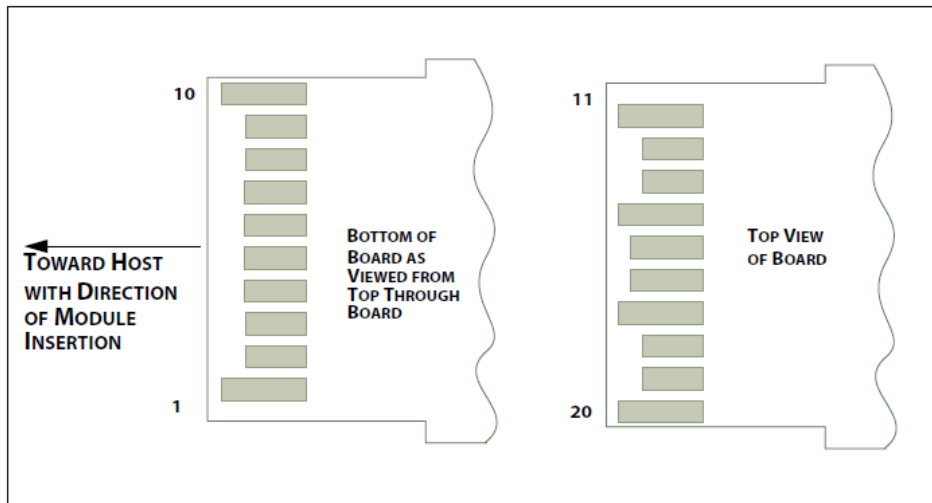 10
1
TOWARD HOST
WITH DIRECTION
OF MODULE
INSERTION
BOTTOM OF
BOARD AS
VIEWED FROM
TOP THROUGH
BOARD
11
20
TOP VIEW
OF BOARD